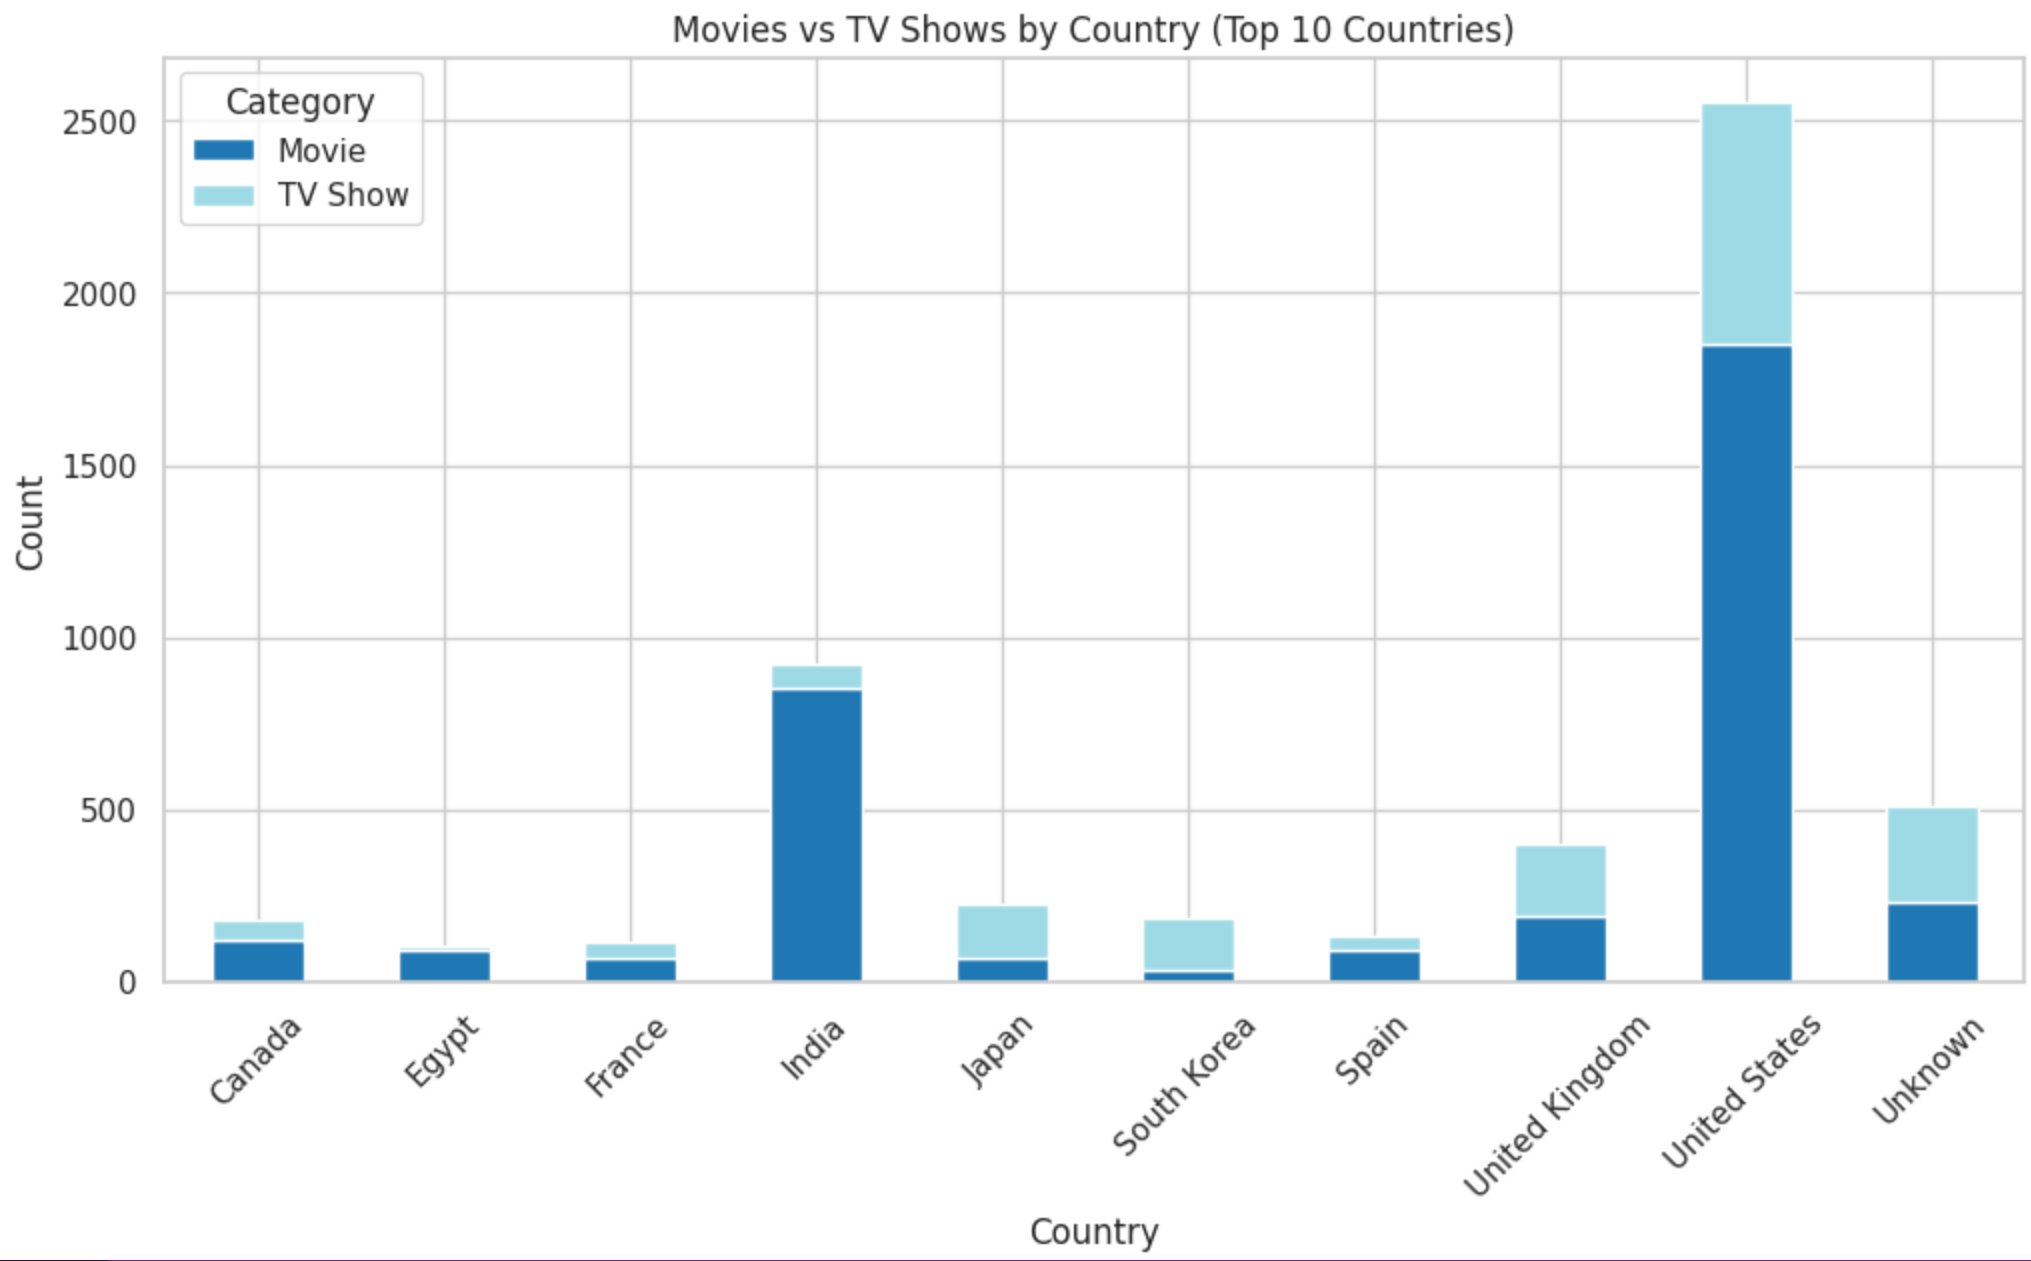 Movies vs TV Shows by Country (Top 10 Countries)
Category
Movie
TV Show
2500
2000
1500
1000
500
0
Count
Canada
Egypt
France
India
Japan
South Korea
Spain
United Kingdom
United States
Unknown
Country